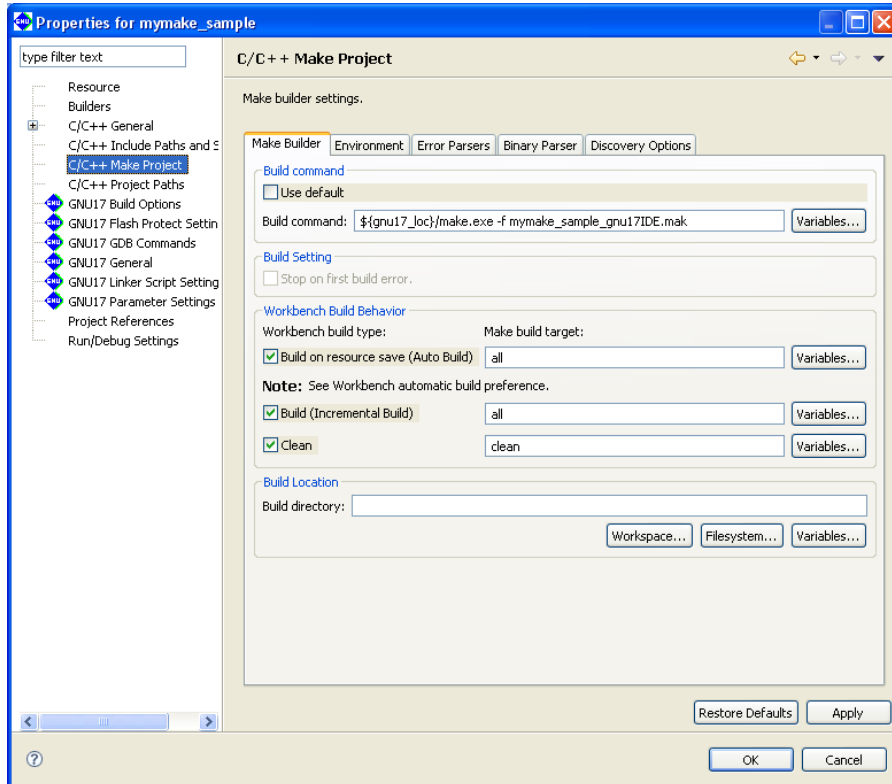 Properties for mymake_sample
type filter text
Resource
Builders
C/C++ General
C/C++ Include Paths and S
C/C++ Make Project
C/C++ Project Paths
GNU17 Build Options
GNU17 Flash Protect Settin
GNU17 GDB Commands
GNU17 General
GNU17 Linker Script Setting
GNU17 Parameter Settings
Project References
Run/Debug Settings
C/C++ Make Project
Make builder settings.
Make Builder Environment Error Parsers Binary Parser Discovery Options
Build command
Use default
Build command: ${gnu17_loc}/make.exe -f mymake_sample_gnu17IDE.mak Variables...
Build Setting
Stop on first build error.
Workbench Build Behavior
Workbench build type: Make build target:
Build on resource save (Auto Build) all Variables...
Note: See Workbench automatic build preference.
Build (Incremental Build) all Variables...
Clean clean Variables...
Build Location
Build directory:
Workspace... Filesystem... Variables...
Restore Defaults Apply
OK Cancel